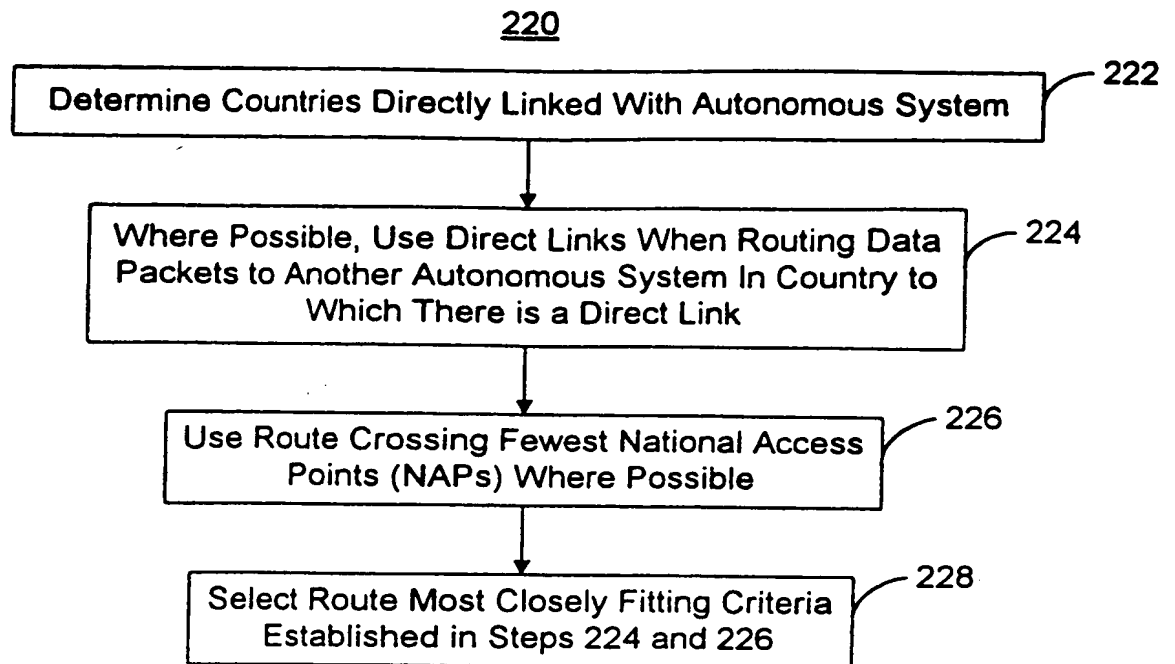 220
222
Determine Countries Directly Linked With Autonomous System
224
Where Possible, Use Direct Links When Routing Data
Packets to Another Autonomous System In Country to
Which There is a Direct Link
226
Use Route Crossing Fewest National Access
Points (NAPs) Where Possible
228
Select Route Most Closely Fitting Criteria
Established in Steps 224 and 226